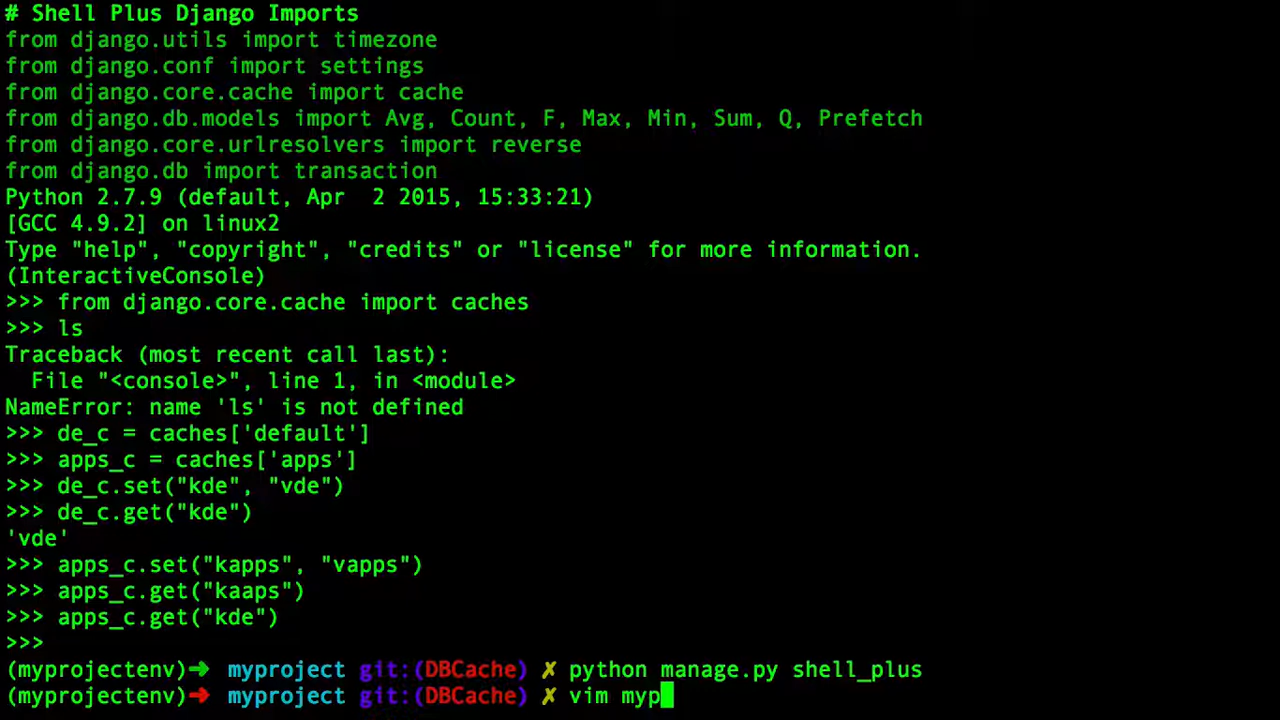 # Shell Plus Django Imports
from django.utils import timezone
from django.conf import settings
from django.core.cache import cache
from django.db.models import Avg, Count, F, Max, Min, Sum, Q, Prefetch
from django.core.urlresolvers import reverse
from django.db import transaction
Python 2.7.9 (default, Apr  2 2015, 15:33:21)
[GCC 4.9.2] on linux2
Type "help", "copyright", "credits" or "license" for more information.
(InteractiveConsole)
>>> from django.core.cache import caches
>>> ls
Traceback (most recent call last):
  File "<console>", line 1, in <module>
NameError: name 'ls' is not defined
>>> de_c = caches['default']
>>> apps_c = caches['apps']
>>> de_c.set("kde", "vde")
>>> de_c.get("kde")
'vde'
>>> apps_c.set("kapps", "vapps")
>>> apps_c.get("kaaps")
>>> apps_c.get("kde")
>>>
(myprojectenv)➜  myproject git:(DBCache) ✗ python manage.py shell_plus
(myprojectenv)➜  myproject git:(DBCache) ✗ vim myp